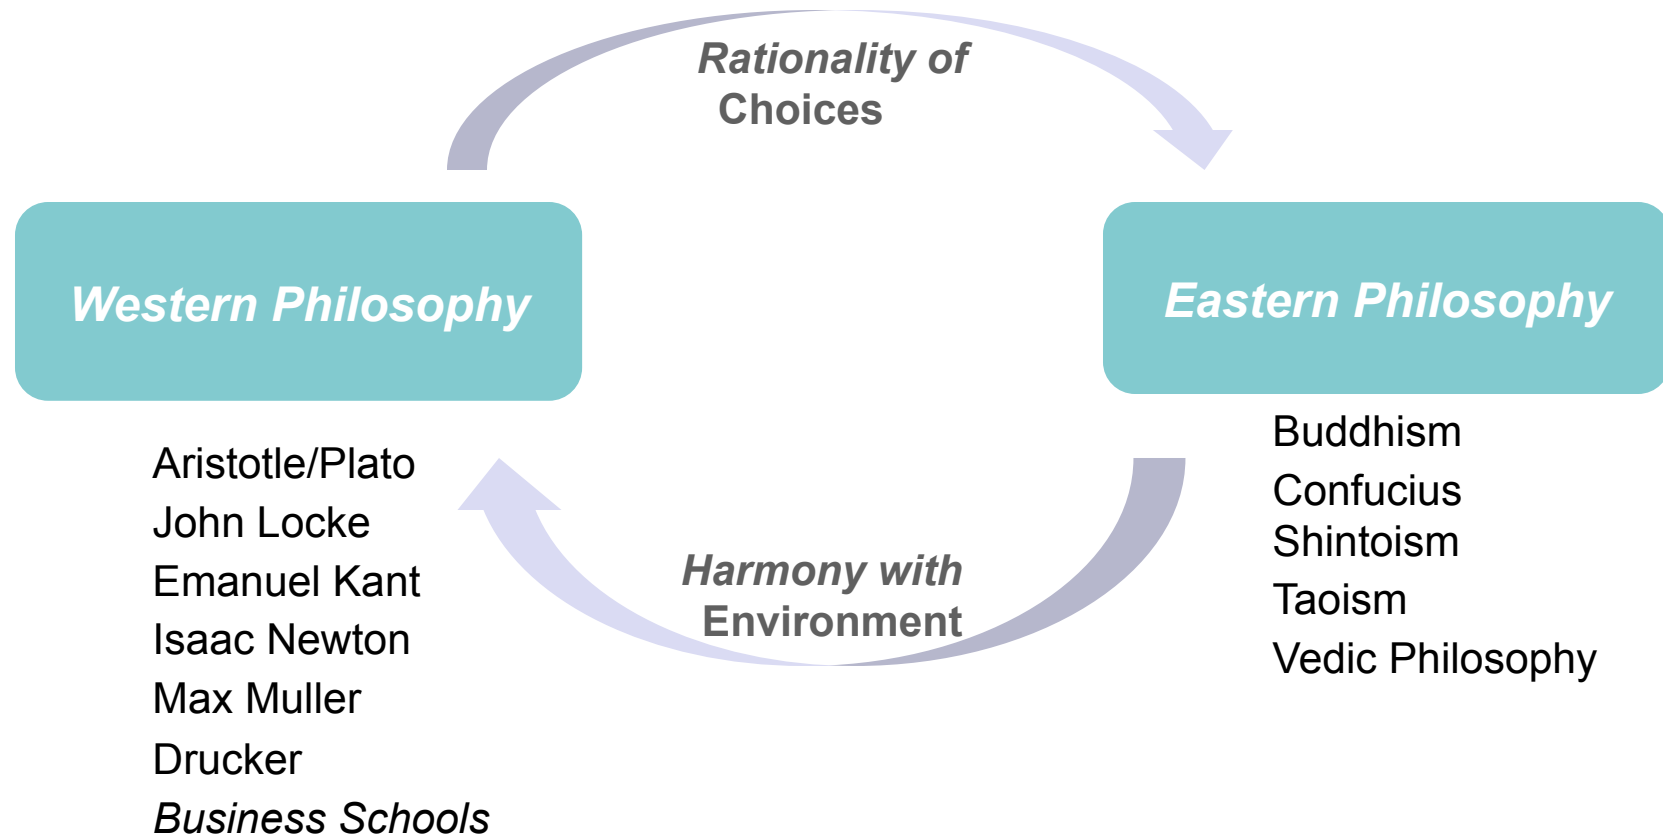 Rationality of
Choices
Western Philosophy
Eastern Philosophy
Aristotle/Plato
John Locke
Emanuel Kant
Isaac Newton
Max Muller
Drucker
Business Schools
Harmony with
Environment
Buddhism
Confucius
Shintoism
Taoism
Vedic Philosophy